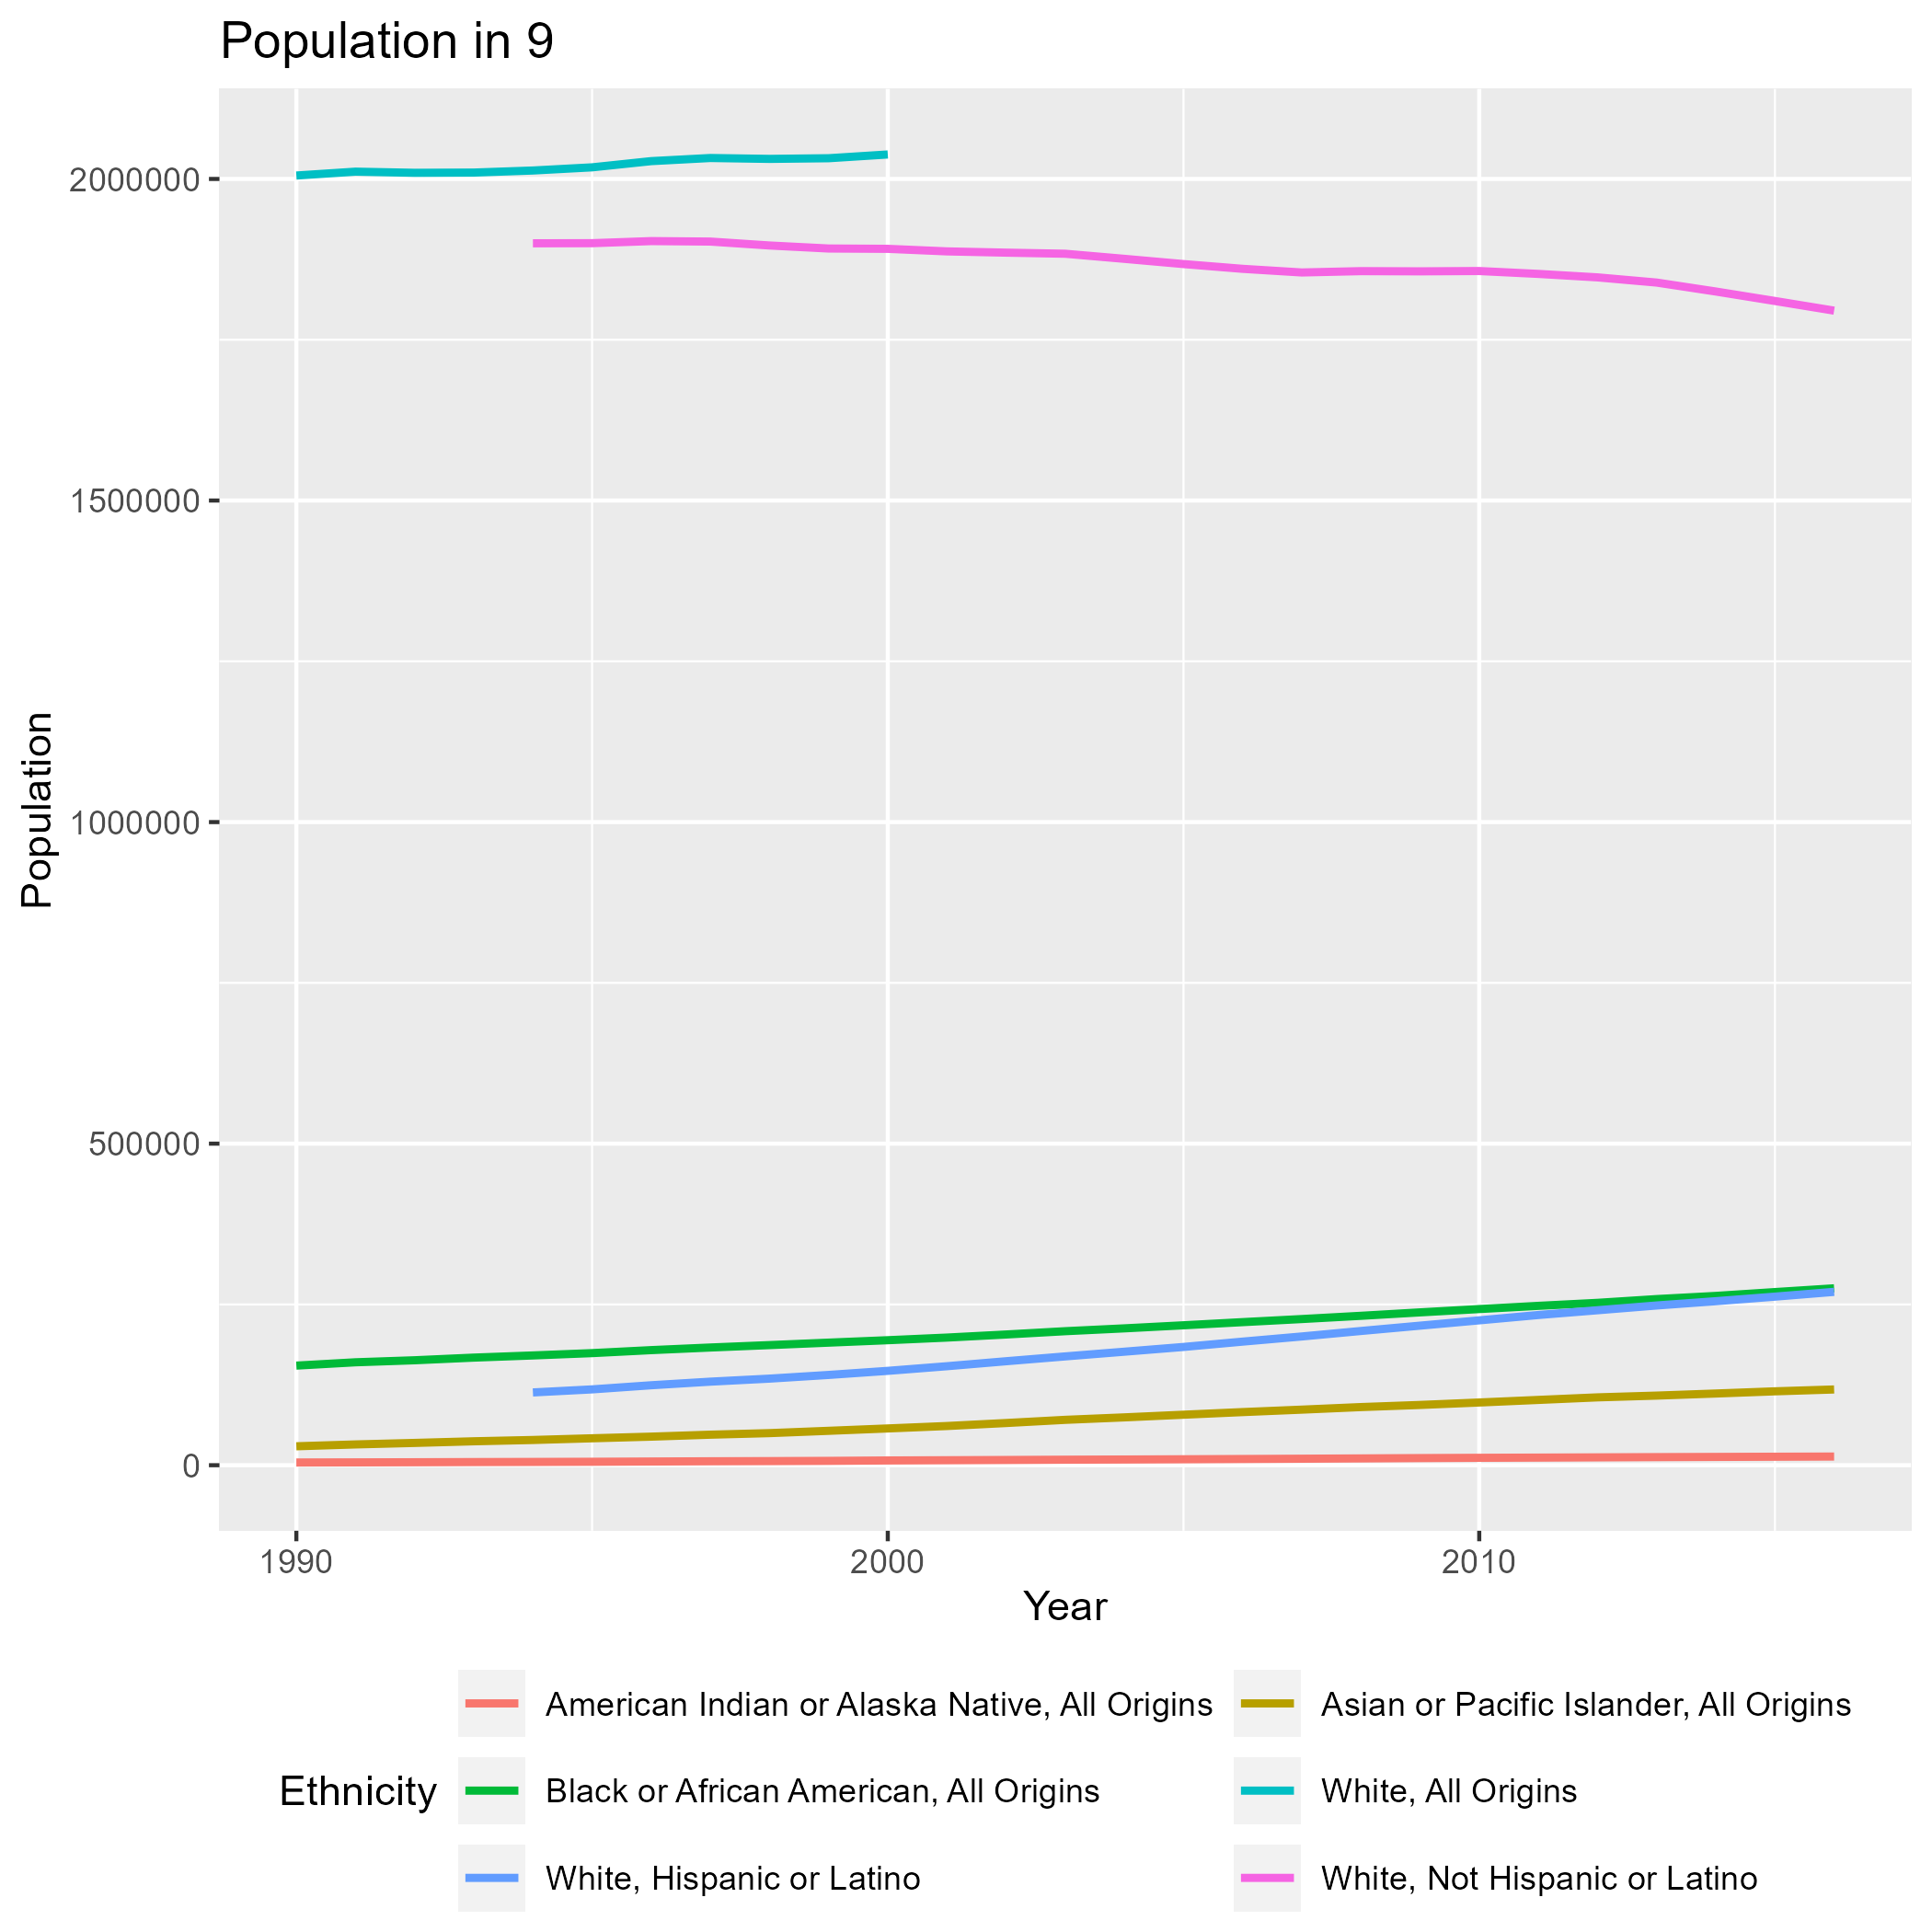 Population in 9
2000000
1500000
1000000
500000
0
Population
1990 2000 2010
Year
Ethnicity
American Indian or Alaska Native, All Origins
Asian or Pacific Islander, All Origins
Black or African American, All Origins
White, All Origins
White, Hispanic or Latino
White, Not Hispanic or Latino